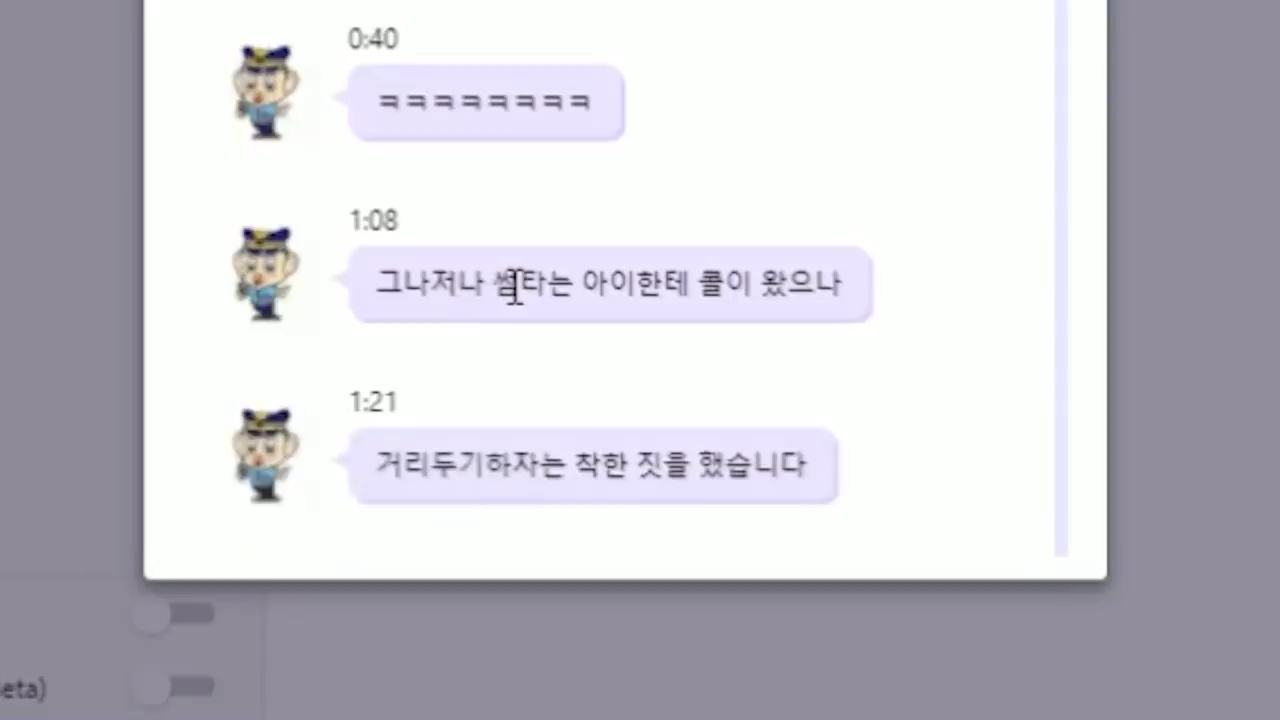 0:40
ㅋㅋㅋㅋㅋㅋㅋㅋ
1:08
그나저나 썸타는 아이한테 콜이 왔으나
1:21
거리두기하자는 착한 짓을 했습니다
eta)